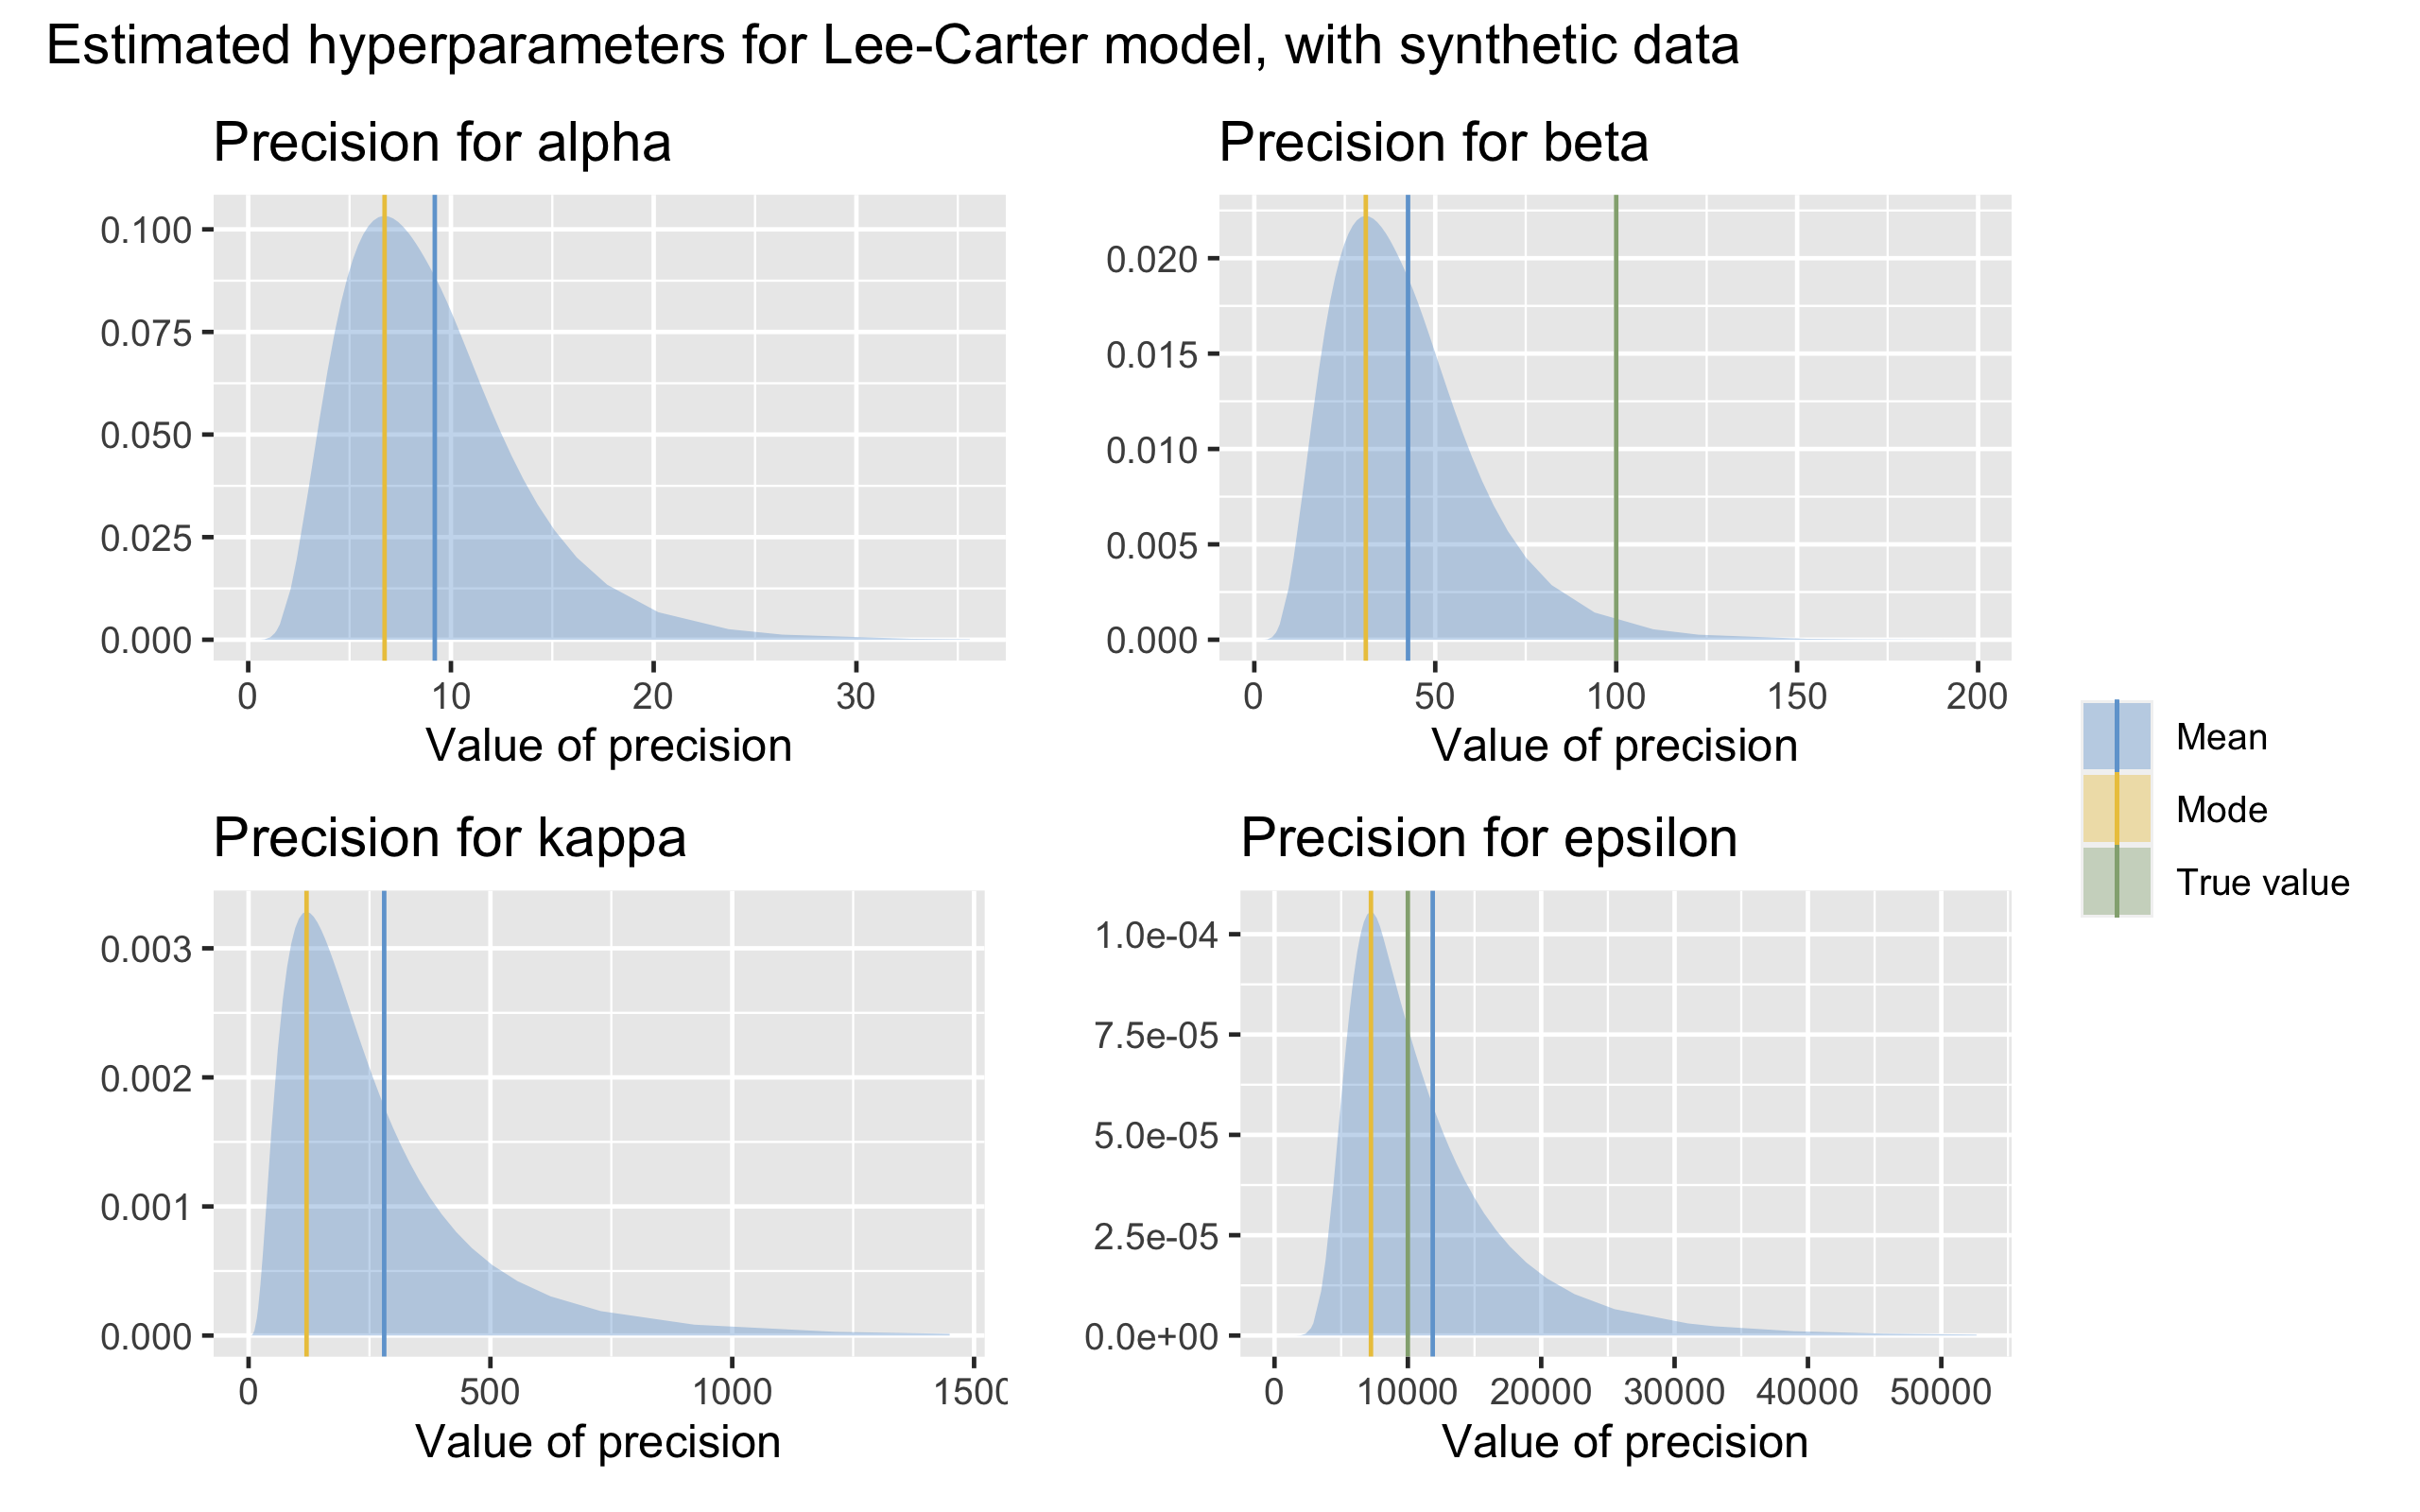 Estimated hyperparameters for Lee-Carter model, with synthetic data
Precision for alpha
0.100
0.075
0.050
0.025
0.000
0 10 20 30
Value of precision
Precision for beta
0.020
0.015
0.010
0.005
0.000
0 50 100 150 200
Value of precision
Precision for kappa
0.003
0.002
0.001
0.000
0 500 1000 1500
Value of precision
Precision for epsilon
1.0e-04
7.5e-05
5.0e-05
2.5e-05
0.0e+00
0 10000 20000 30000 40000 50000
Value of precision
Mean
Mode
True value